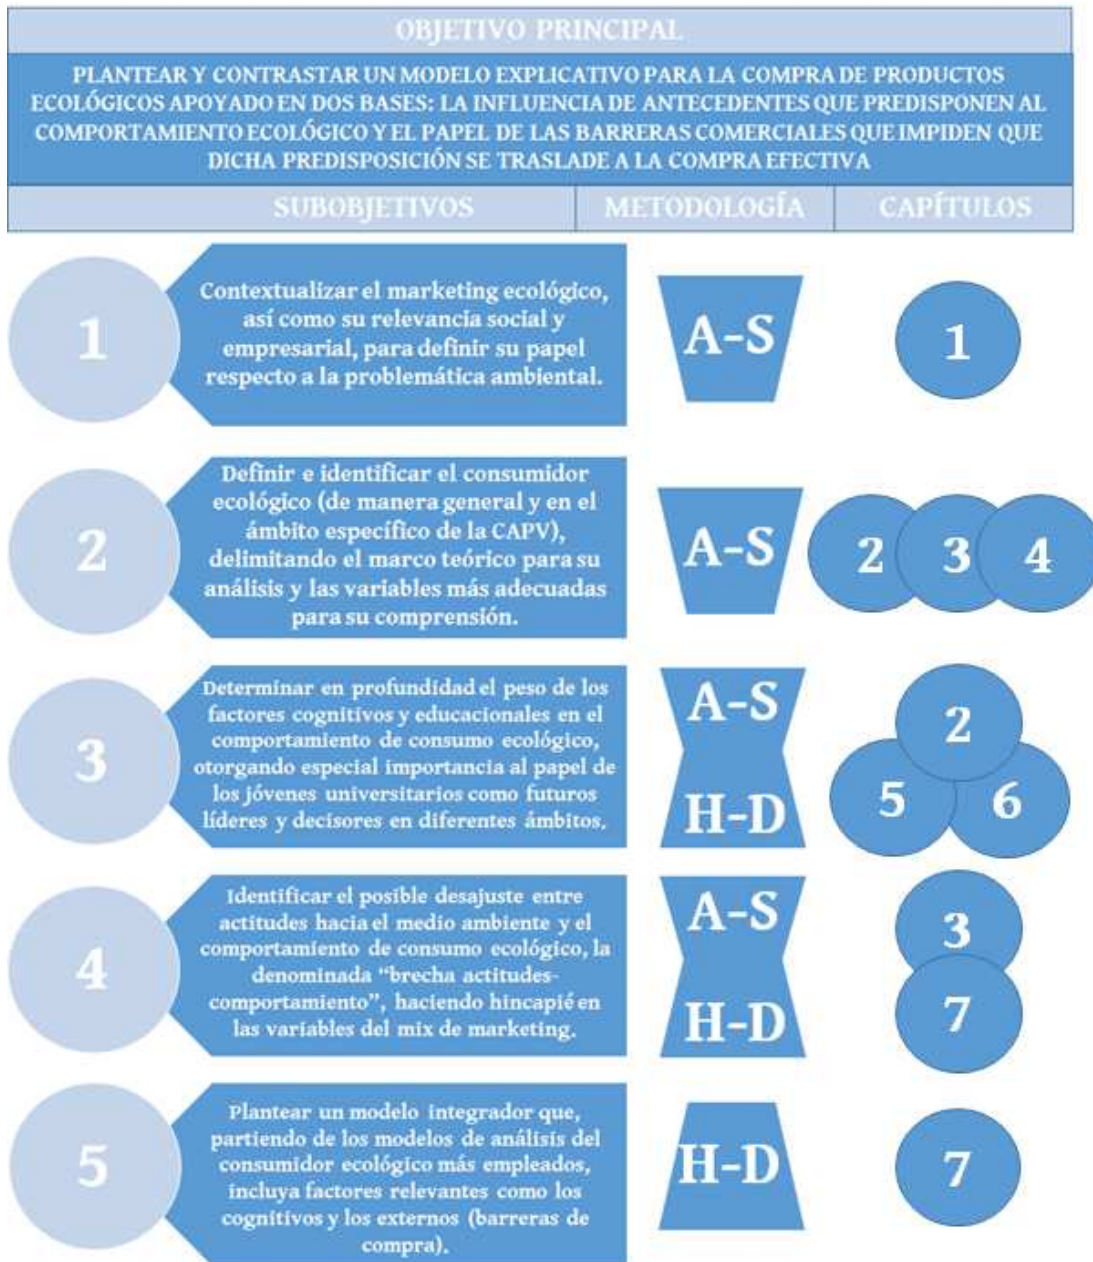 OBJETIVO PRINCIPAL
PLANTEAR Y CONTRASTAR UN MODELO EXPLICATIVO PARA LA COMPRA DE PRODUCTOS
ECOLÓGICOS APOYADO EN DOS BASES: LA INFLUENCIA DE ANTECEDENTES QUE PREDISPONEN AL
COMPORTAMIENTO ECOLÓGICO Y EL PAPEL DE LAS BARRERAS COMERCIALES QUE IMPIDEN QUE
DICHA PREDISPOSICIÓN SE TRASLADE A LA COMPRA EFECTIVA
SUBOBJETIVOS METODOLOGÍA CAPÍTULOS
1
Contextualizar el marketing ecológico,
así como su relevancia social y
empresarial, para definir su papel
respecto a la problemática ambiental.
A-S
1
2
Definir e identificar el consumidor
ecológico (de manera general y en el
ámbito específico de la CAPV),
delimitando el marco teórico para su
análisis y las variables más adecuadas
para su comprensión.
A-S
2 3 4
3
Determinar en profundidad el peso de los
factores cognitivos y educacionales en el
comportamiento de consumo ecológico,
otorgando especial importancia al papel de
los jóvenes universitarios como futuros
líderes y decisores en diferentes ámbitos.
A-S
H-D
2
5 6
4
Identificar el posible desajuste entre
actitudes hacia el medio ambiente y el
comportamiento de consumo ecológico, la
denominada “brecha actitudes-
comportamiento”, haciendo hincapié en
las variables del mix de marketing.
A-S
H-D
3
7
5
Plantear un modelo integrador que,
partiendo de los modelos de análisis del
consumidor ecológico más empleados,
incluya factores relevantes como los
cognitivos y los externos (barreras de
compra).
H-D
7